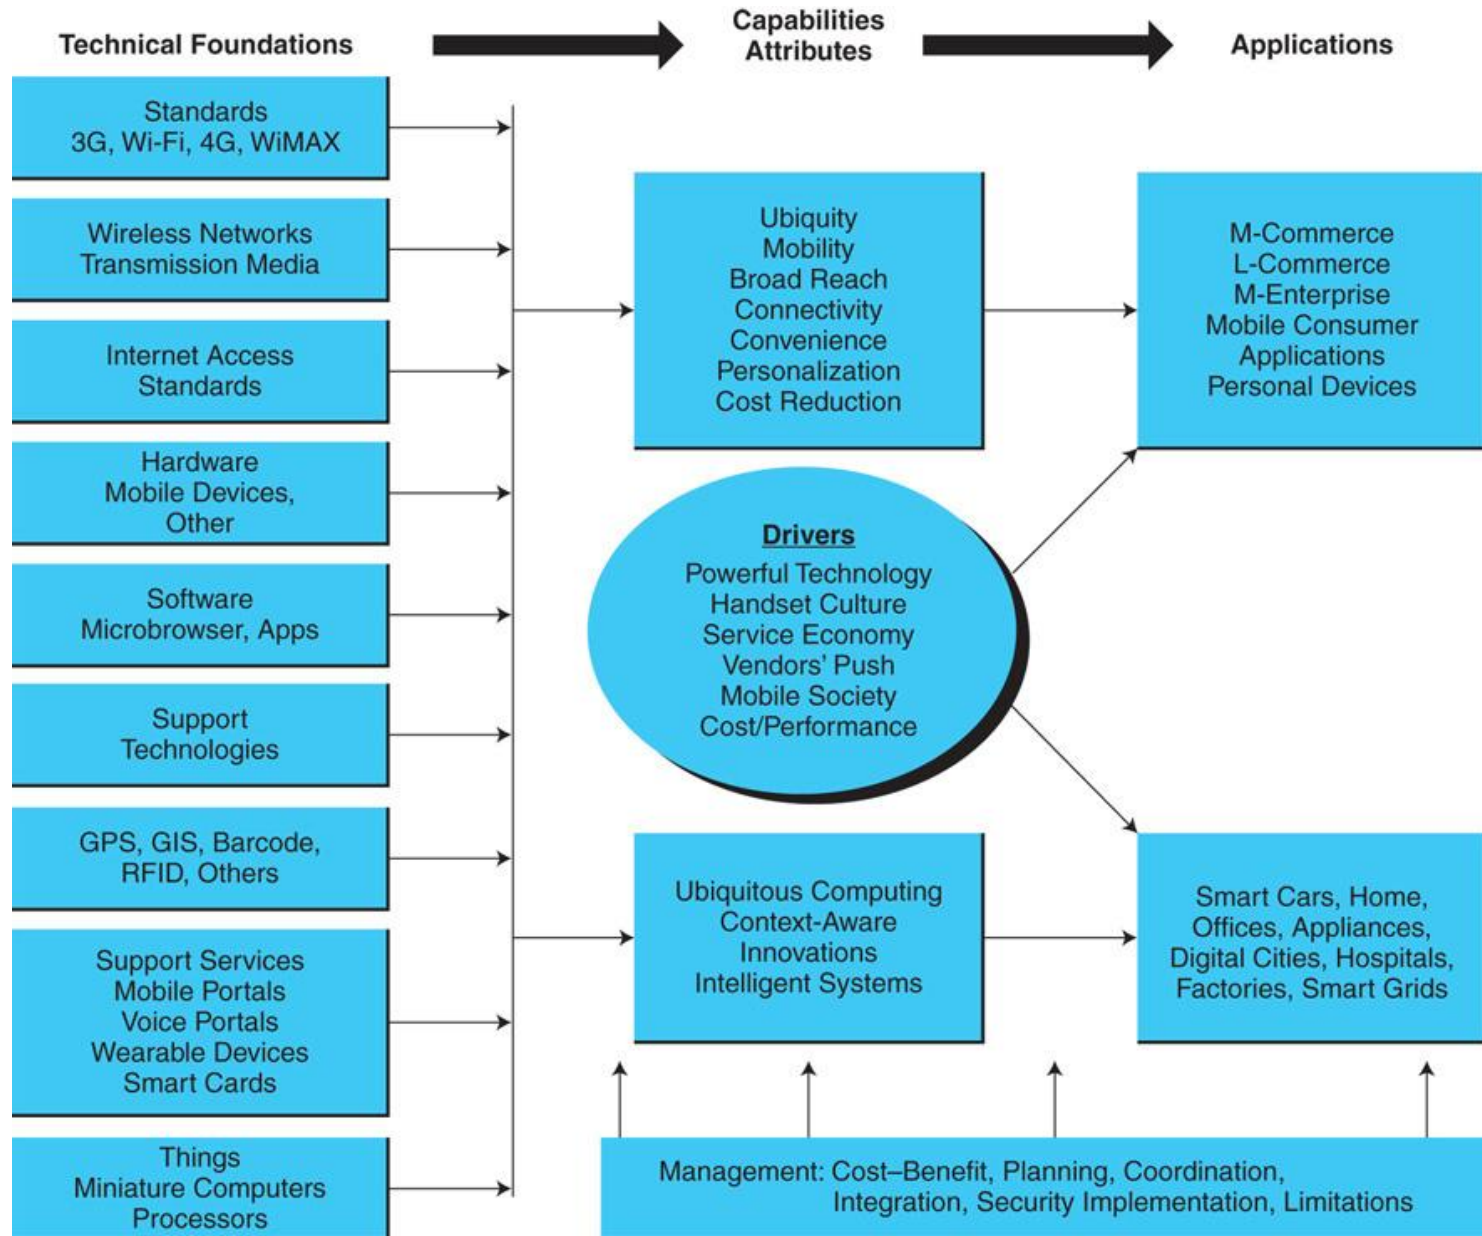 Technical Foundations
Capabilities
Attributes
Applications
Standards
3G, Wi-Fi, 4G, WiMAX
Wireless Networks
Transmission Media
Internet Access
Standards
Hardware
Mobile Devices,
Other
Software
Microbrowser, Apps
Support
Technologies
GPS, GIS, Barcode,
RFID, Others
Support Services
Mobile Portals
Voice Portals
Wearable Devices
Smart Cards
Things
Miniature Computers
Processors
Ubiquity
Mobility
Broad Reach
Connectivity
Convenience
Personalization
Cost Reduction
Drivers
Powerful Technology
Handset Culture
Service Economy
Vendors’ Push
Mobile Society
Cost/Performance
Ubiquitous Computing
Context-Aware
Innovations
Intelligent Systems
M-Commerce
L-Commerce
M-Enterprise
Mobile Consumer
Applications
Personal Devices
Smart Cars, Home,
Offices, Appliances,
Digital Cities, Hospitals,
Factories, Smart Grids
Management: Cost–Benefit, Planning, Coordination,
Integration, Security Implementation, Limitations